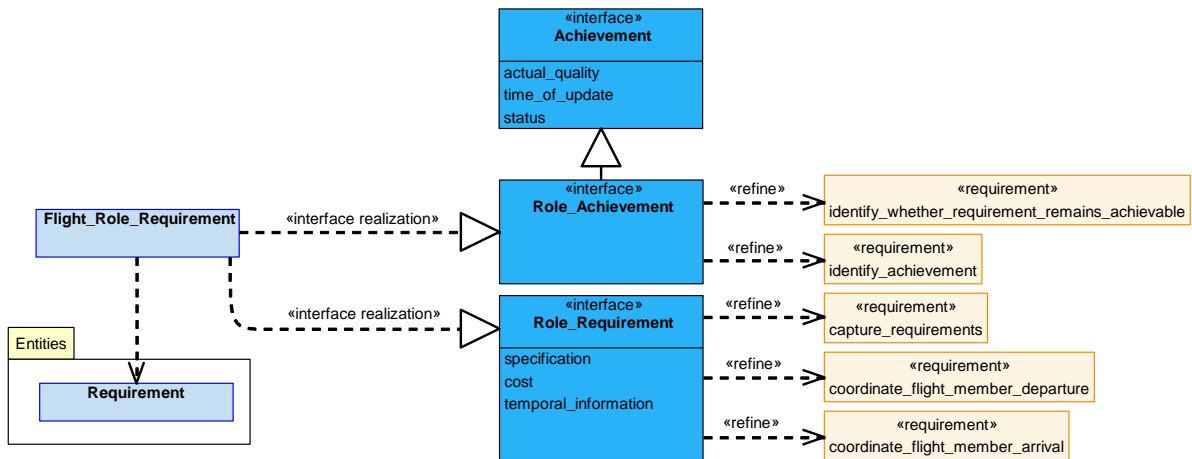 «interface»
Achievement
actual_quality
time_of_update
status
«interface»
Role_Achievement
«refine»
«requirement»
identify_whether_requirement_remains_achievable
Flight_Role_Requirement
«interface realization»
«refine»
«requirement»
identify_achievement
«interface»
Role_Requirement
specification
cost
temporal_information
«interface realization»
«refine»
«requirement»
capture_requirements
Entities
Requirement
«refine»
«requirement»
coordinate_flight_member_departure
«refine»
«requirement»
coordinate_flight_member_arrival